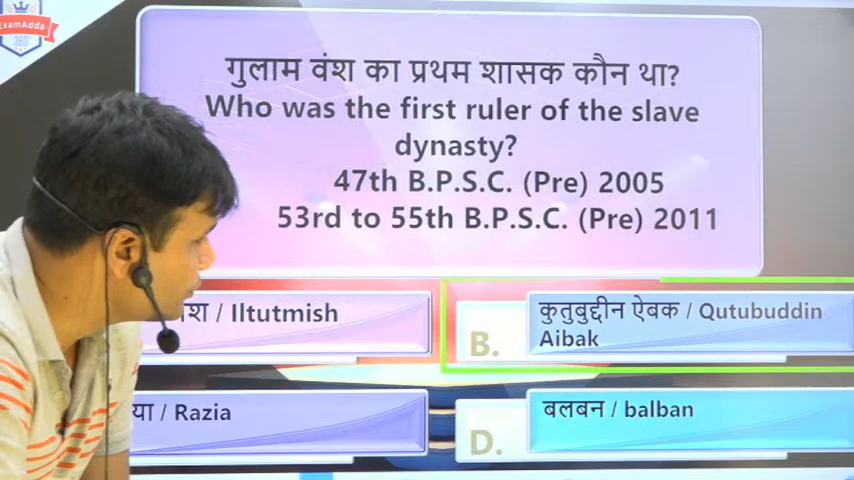 ExamAdda
गुलाम वंश का प्रथम शासक कौन था?
Who was the first ruler of the slave
dynasty?
47th B.P.S.C. (Pre) 2005
53rd to 55th B.P.S.C. (Pre) 2011
/ Iltutmish
B.
कुतुबुद्दीन ऐबक / Qutubuddin
Aibak
/ Razia
D.
बलबन / balban